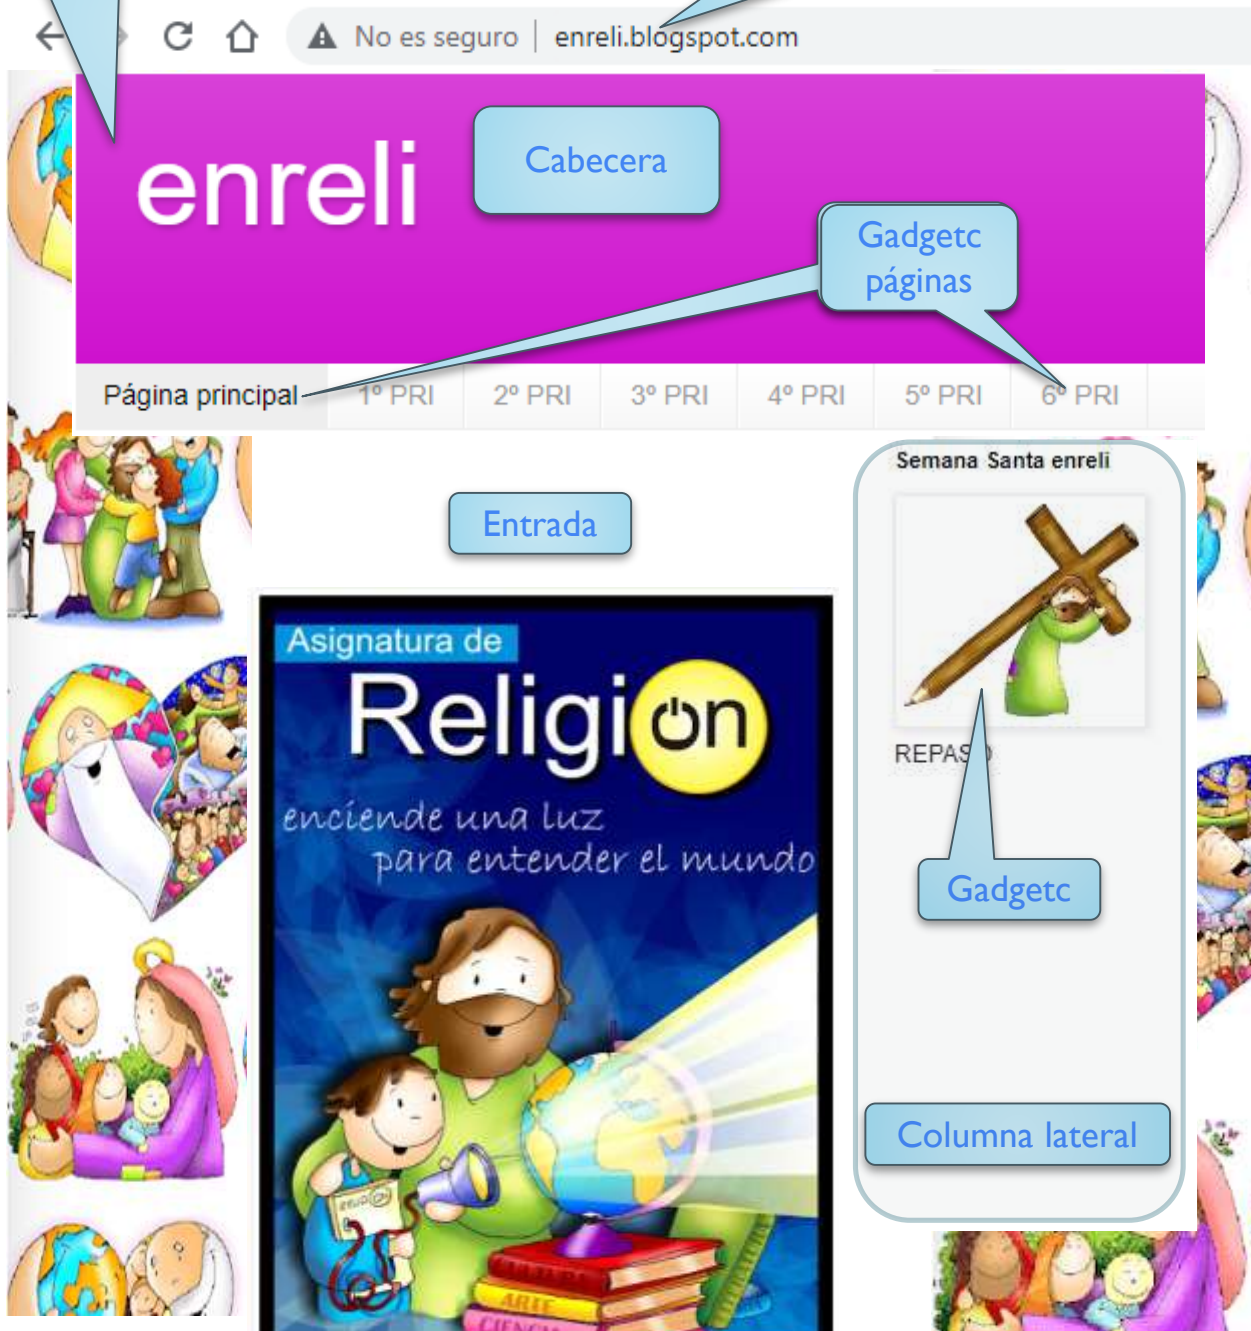 No es seguro | enreli.blogspot.com
enreli
Cabecera
Gadgetc
páginas
Página principal 1º PRI 2º PRI 3º PRI 4º PRI 5º PRI 6º PRI
Semana Santa enreli
Entrada
Asignatura de
Religion
enciende una luz
para entender el mundo
REPASO
Gadgetc
Columna lateral
ARTE